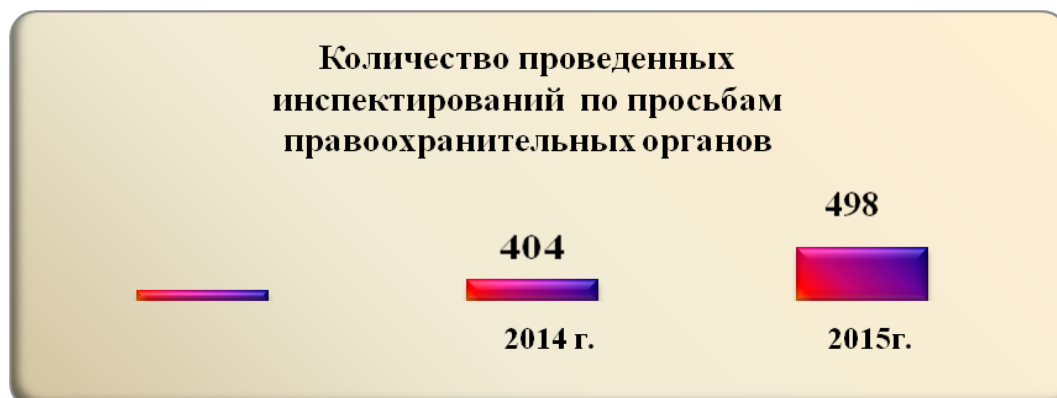 Количество проведенных
инспектирований по просьбам
правоохранительных органов
404
498
2014 г.
2015г.